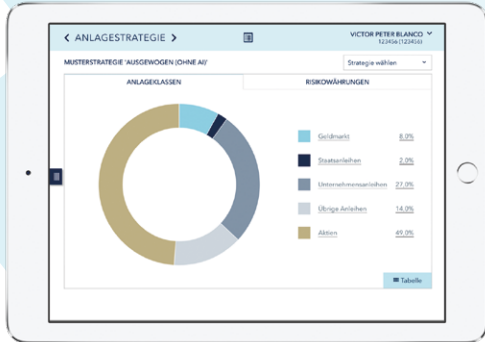 ANLAGESTRATEGIE
VICTOR PETER BLANCO
123456 (123456)
MUSTERSTRATEGIE 'AUSGEWOGEN (OHNE AI)'
Strategie wählen
ANLAGEKLASSEN
RISIKOWÄHRUNGEN
Geldmarkt 8.0%
Staatsanleihen 2.0%
Unternehmensanleihen 27.0%
Übrige Anleihen 14.0%
Aktien 49.0%
Tabelle